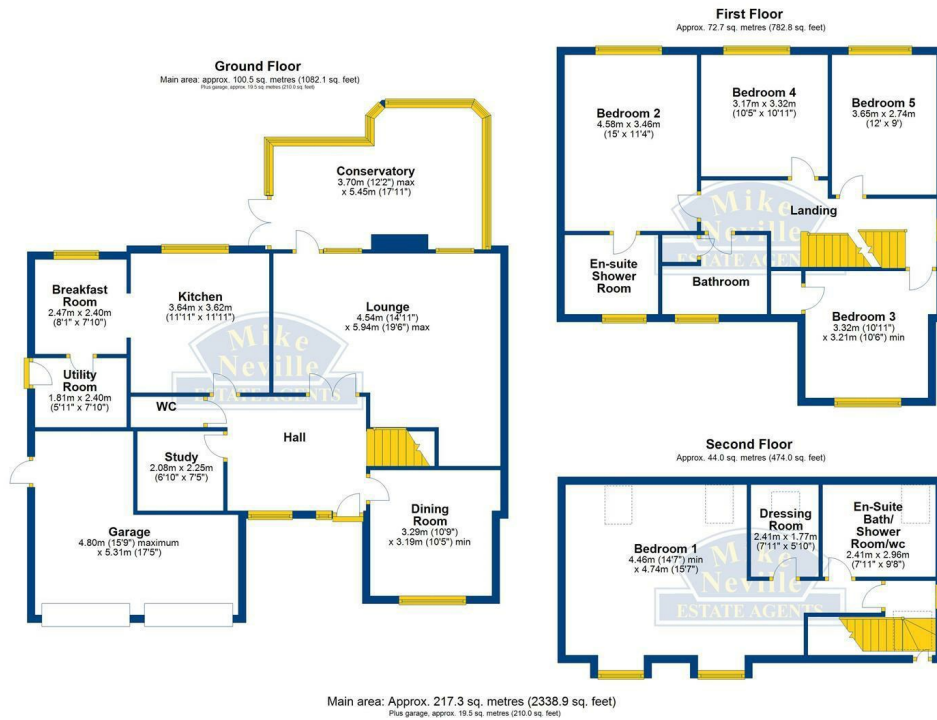 Ground Floor
Main area: approx. 100.5 sq. metres (1082.1 sq. feet)
Plus garage, approx. 19.5 sq. metres (210.0 sq. feet)
Conservatory
3.70m (12'2") max
x 5.45m (17'11")
Breakfast
Room
2.47m x 2.40m
(8'1" x 7'10")
Kitchen
3.64m x 3.62m
(11'11" x 11'11")
Lounge
4.54m (14'11")
x 5.94m (19'6") max
Utility
Room
1.81m x 2.40m
(5'11" x 7'10")
WC
Hall
Study
2.08m x 2.25m
(6'10" x 7'5")
Garage
4.80m (15'9") maximum
x 5.31m (17'5")
Dining
Room
3.29m (10'9")
x 3.19m (10'5") min
Mike
Neville
ESTATE AGENTS
First Floor
Approx. 72.7 sq. metres (782.8 sq. feet)
Bedroom 2
4.58m x 3.46m
(15' x 11'4")
Bedroom 4
3.17m x 3.32m
(10'5" x 10'11")
Bedroom 5
3.65m x 2.74m
(12' x 9')
Landing
En-suite
Shower
Room
Bathroom
Bedroom 3
3.32m (10'11")
x 3.21m (10'6") min
Mike
Neville
ESTATE AGENTS
Second Floor
Approx. 44.0 sq. metres (474.0 sq. feet)
Bedroom 1
4.46m (14'7") min
x 4.74m (15'7")
Dressing
Room
2.41m x 1.77m
(7'11" x 5'10")
En-Suite
Bath/
Shower
Room/wc
2.41m x 2.96m
(7'11" x 9'8")
Mike
Neville
ESTATE AGENTS
Main area: Approx. 217.3 sq. metres (2338.9 sq. feet)
Plus garage, approx. 19.5 sq. metres (210.0 sq. feet)